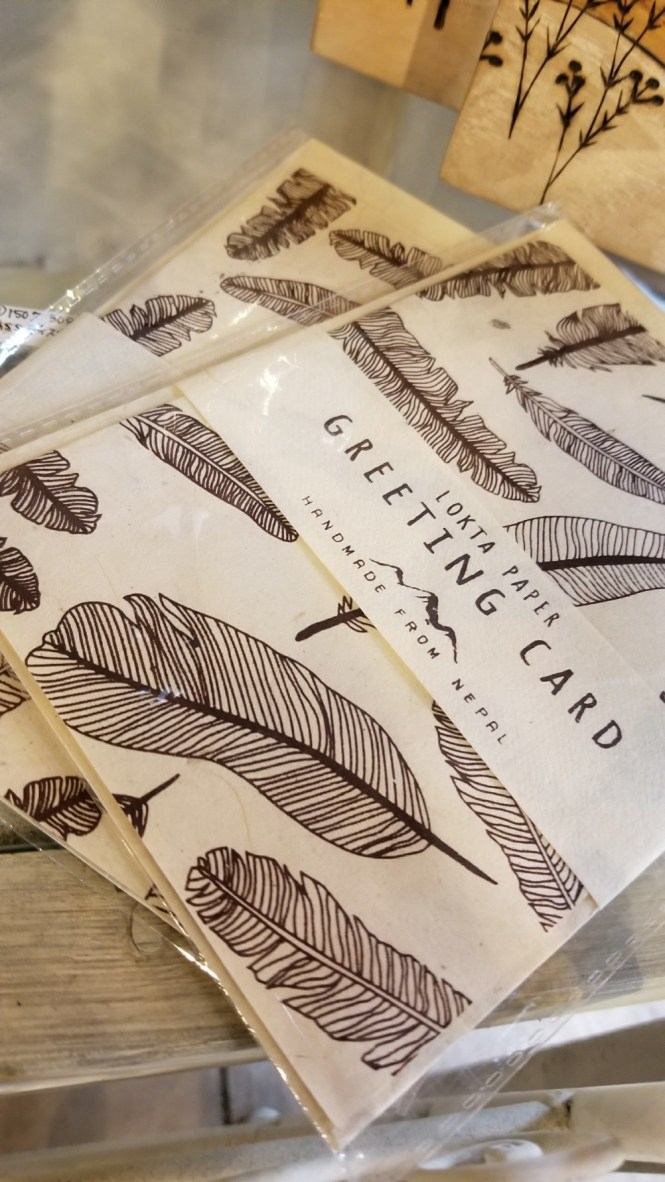 LOKTA PAPER
GREETING CARD
HANDMADE FROM NEPAL